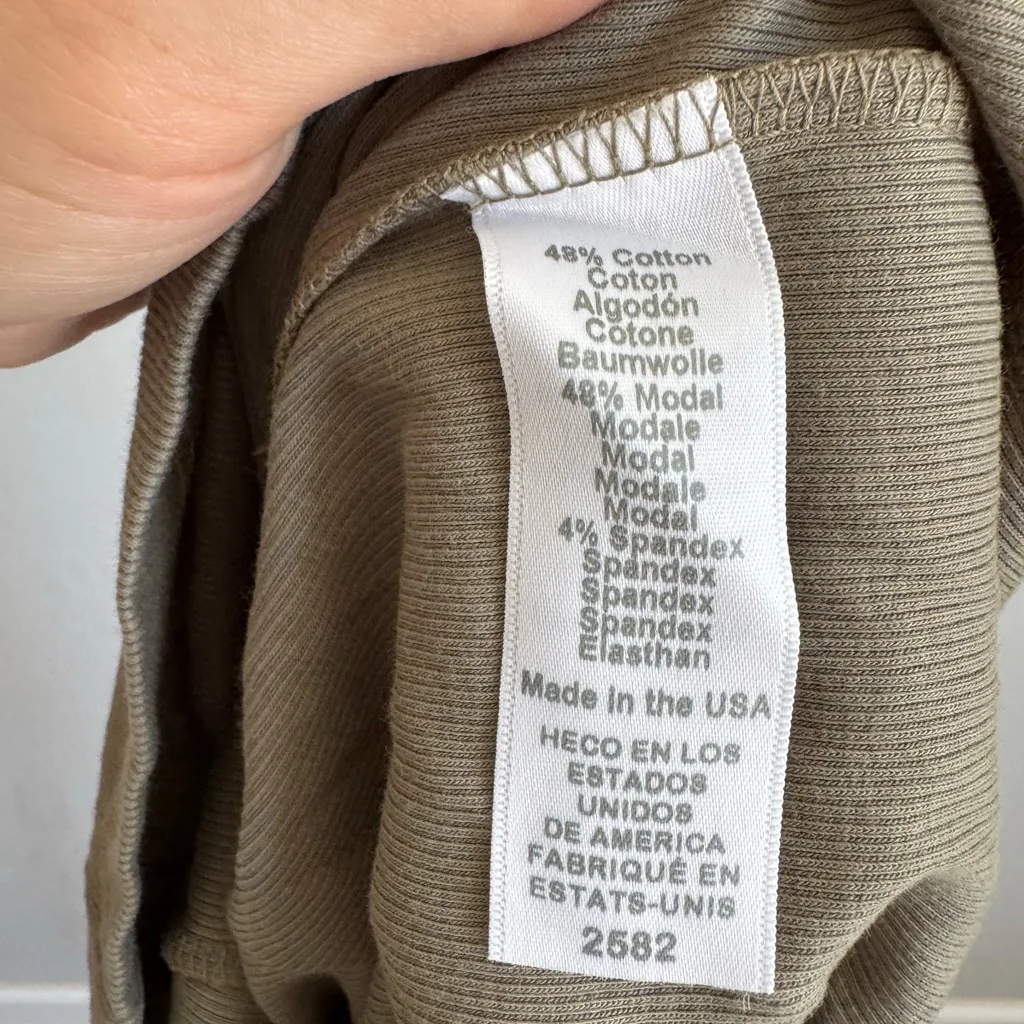 48% Cotton
Coton
Algodón
Cotone
Baumwolle
48% Modal
Modale
Modal
Modale
Modal
4% Spandex
Spandex
Spandex
Spandex
Elasthan
Made in the USA
HECO EN LOS
ESTADOS
UNIDOS
DE AMERICA
FABRIQUÉ EN
ESTATS-UNIS
2582